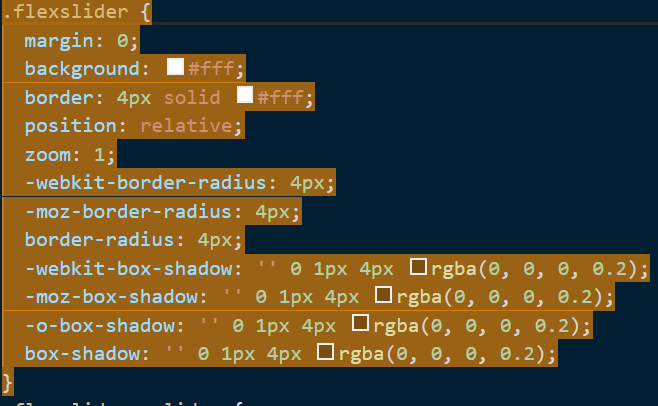 .flexslider {
margin: 0;
background: #fff;
border: 4px solid #fff;
position: relative;
zoom: 1;
-webkit-border-radius: 4px;
-moz-border-radius: 4px;
border-radius: 4px;
-webkit-box-shadow: '' 0 1px 4px rgba(0, 0, 0, 0.2);
-moz-box-shadow: '' 0 1px 4px rgba(0, 0, 0, 0.2);
-o-box-shadow: '' 0 1px 4px rgba(0, 0, 0, 0.2);
box-shadow: '' 0 1px 4px rgba(0, 0, 0, 0.2);
}